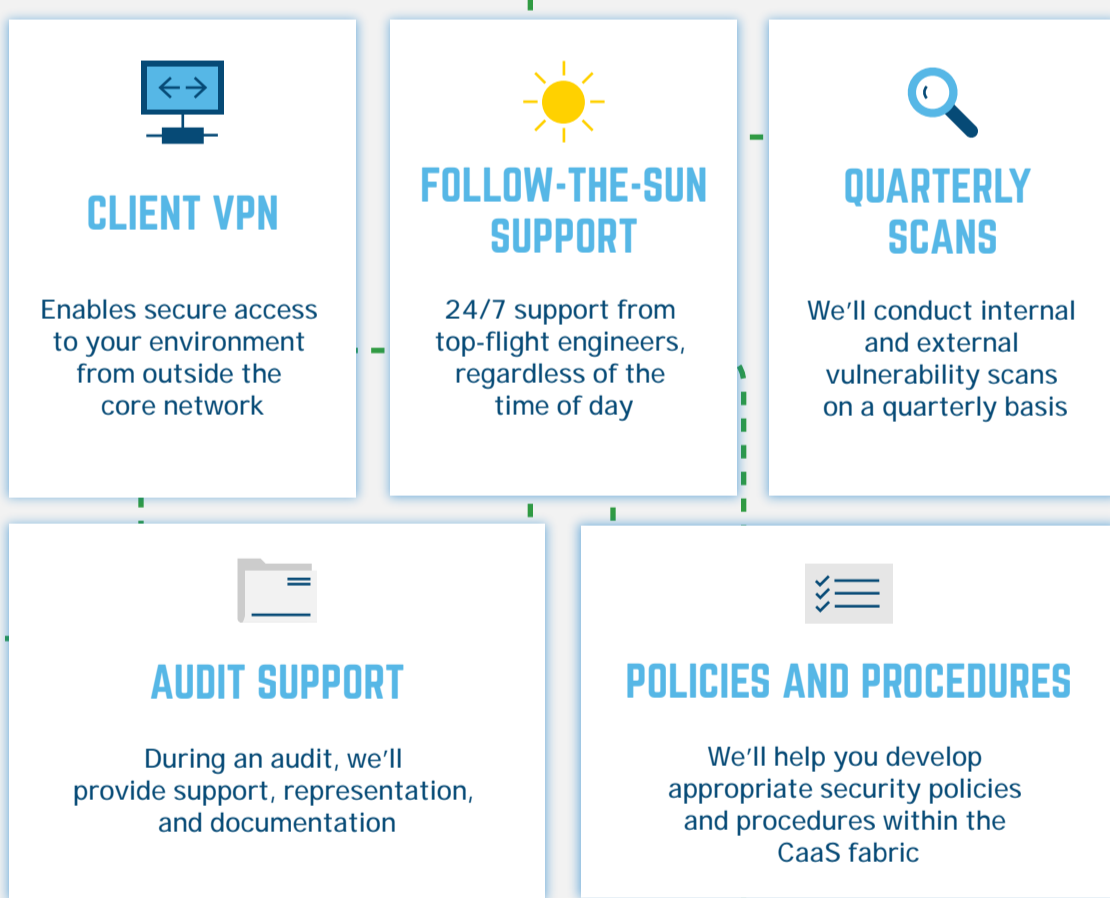 CLIENT VPN
Enables secure access
to your environment
from outside the
core network
FOLLOW-THE-SUN
SUPPORT
24/7 support from
top-flight engineers,
regardless of the
time of day
QUARTERLY
SCANS
We'll conduct internal
and external
vulnerability scans
on a quarterly basis
AUDIT SUPPORT
During an audit, we'll
provide support, representation,
and documentation
POLICIES AND PROCEDURES
We'll help you develop
appropriate security policies
and procedures within the
CaaS fabric